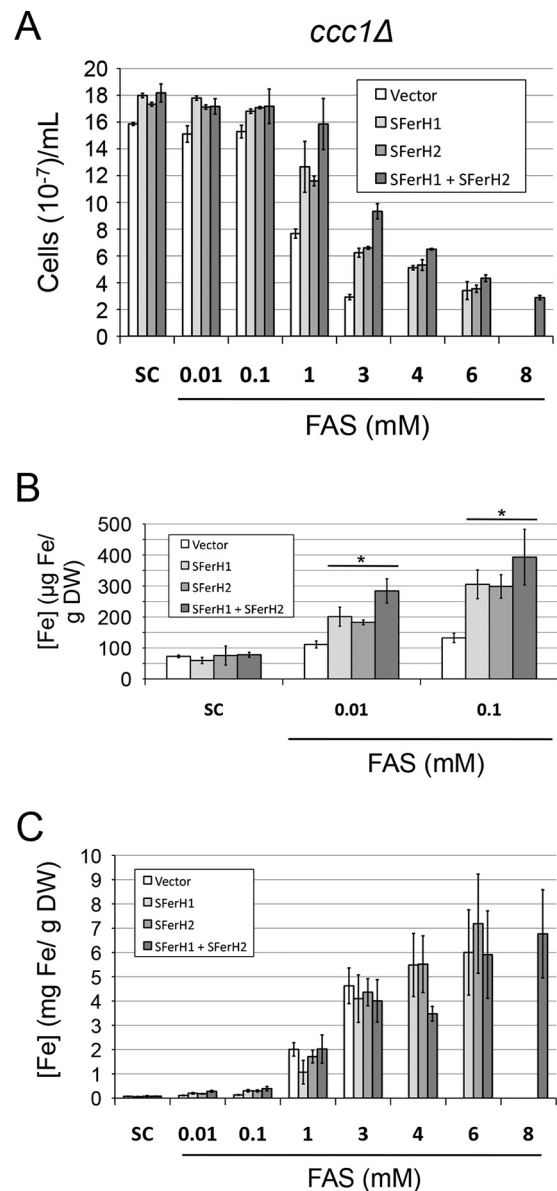 A
ccc1Δ
Cells (10-7)/mL
20
18
16
14
12
10
8
6
4
2
0
Vector
SFerH1
SFerH2
SFerH1 + SFerH2
SC 0.01 0.1 1 3 4 6 8
FAS (mM)
B
[Fe] (µg Fe/
g DW)
500
400
300
200
100
0
Vector
SFerH1
SFerH2
SFerH1 + SFerH2
*
*
SC 0.01 0.1
FAS (mM)
C
[Fe] (mg Fe/ g DW)
10
9
8
7
6
5
4
3
2
1
0
Vector
SFerH1
SFerH2
SFerH1 + SFerH2
SC 0.01 0.1 1 3 4 6 8
FAS (mM)